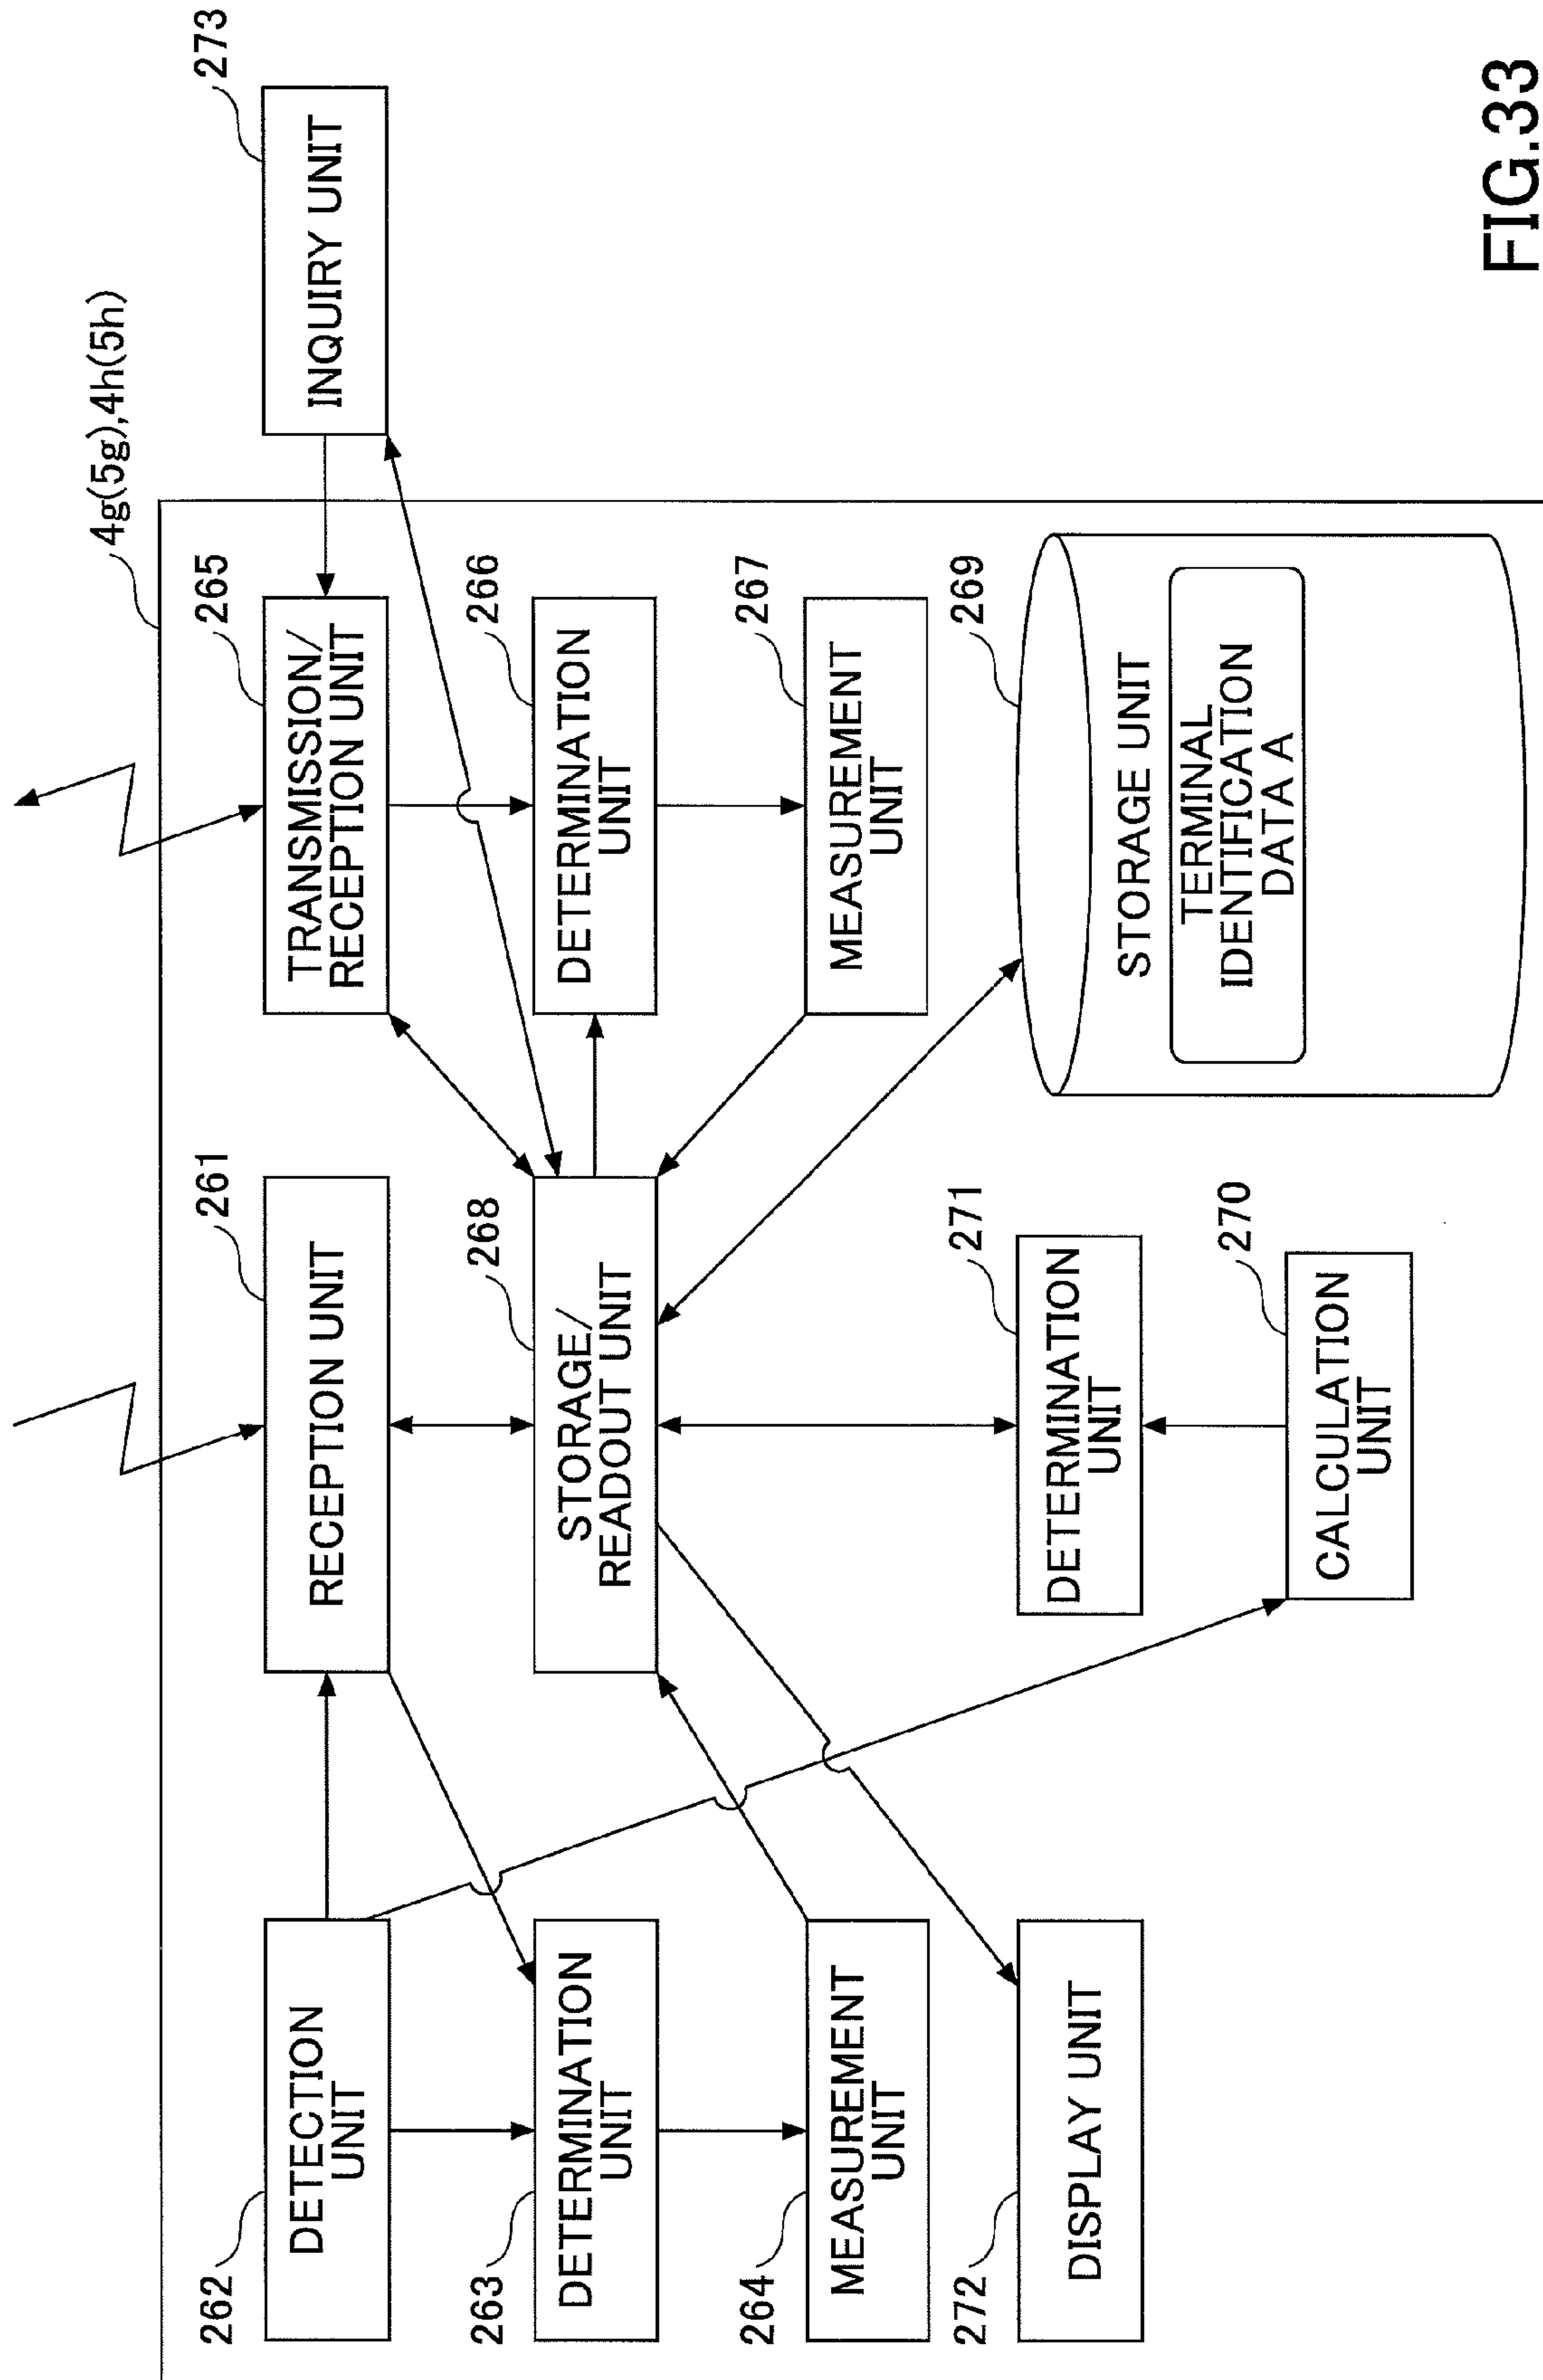 4g(5g),4h(5h)
262
DETECTION
UNIT
261
RECEPTION UNIT
265
TRANSMISSION/
RECEPTION UNIT
273
INQUIRY UNIT
263
DETERMINATION
UNIT
268
STORAGE/
READOUT UNIT
266
DETERMINATION
UNIT
264
MEASUREMENT
UNIT
267
MEASUREMENT
UNIT
272
DISPLAY UNIT
271
DETERMINATION
UNIT
269
STORAGE UNIT
TERMINAL
IDENTIFICATION
DATA A
270
CALCULATION
UNIT
FIG.33